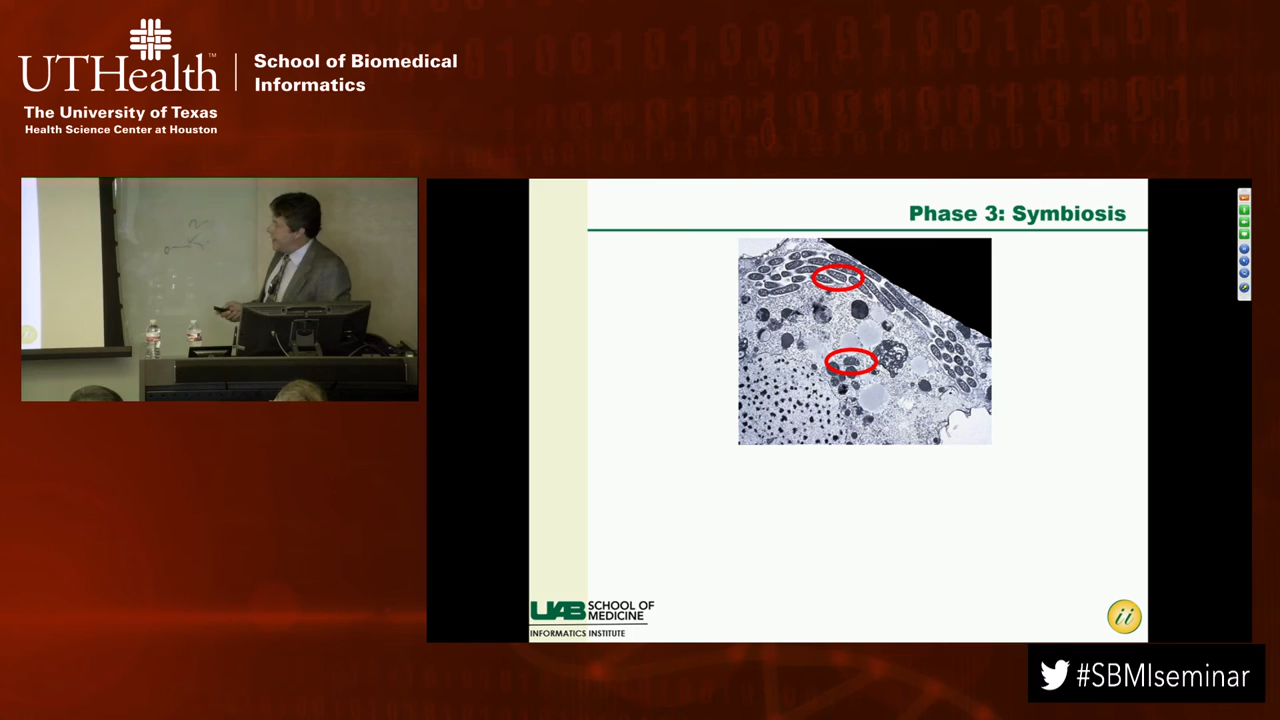 UTHealth™
The University of Texas
Health Science Center at Houston
School of Biomedical
Informatics
Phase 3: Symbiosis
UAB SCHOOL OF
MEDICINE
INFORMATICS INSTITUTE
ii
#SBMIseminar